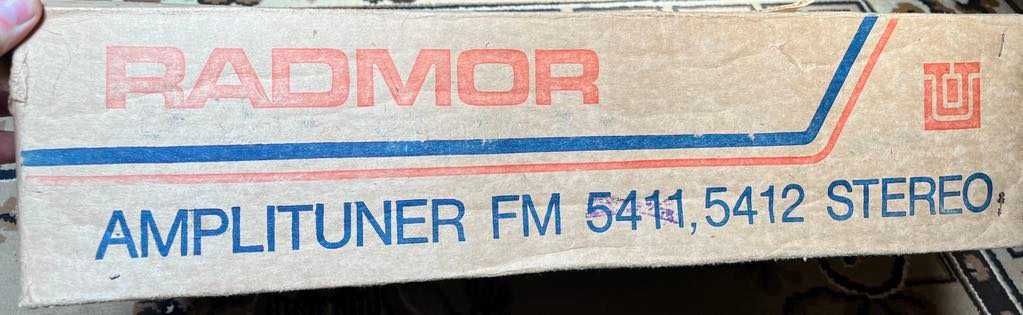 RADMOR
AMPLITUNER FM 5411, 5412 STEREO